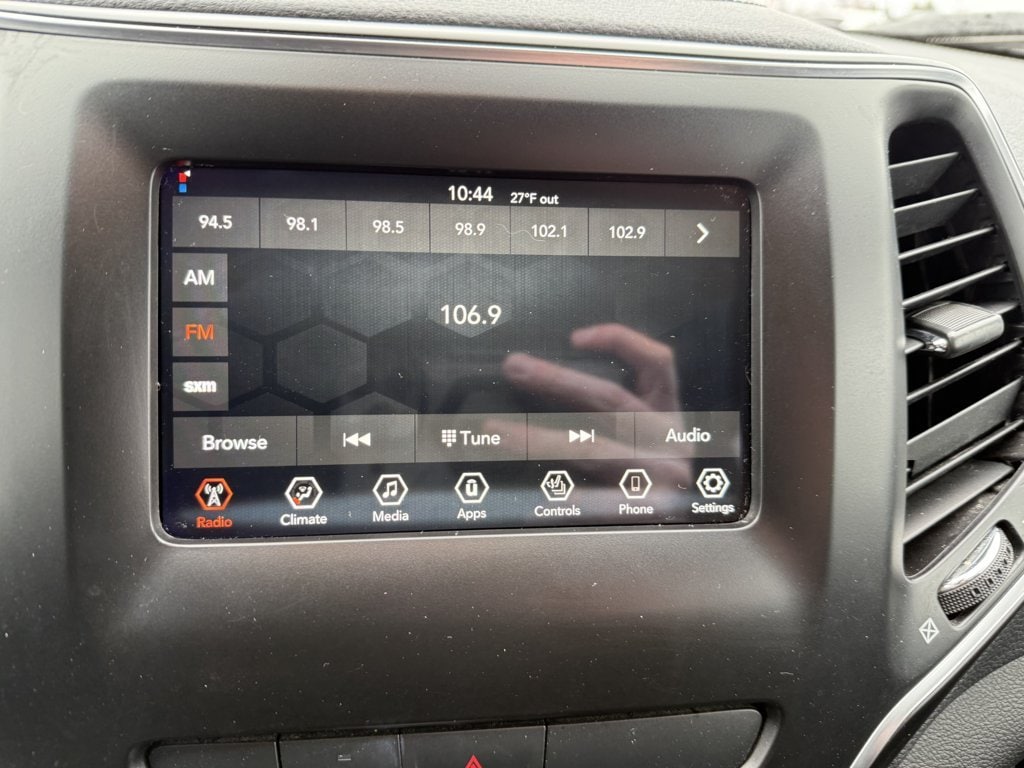 10:44 27°F out
94.5 98.1 98.5 98.9 102.1 102.9
AM
106.9
FM
sxm
Browse Tune Audio
Radio Climate Media Apps Controls Phone Settings